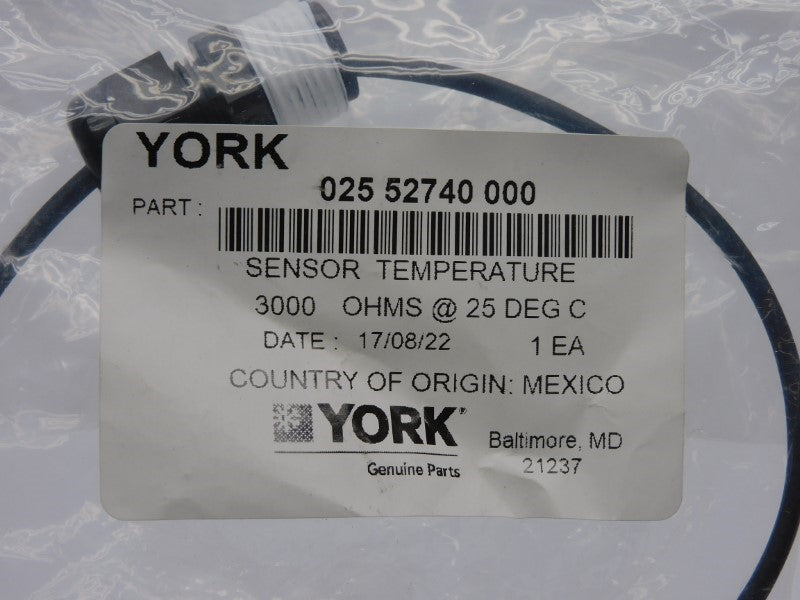 YORK
025 52740 000
PART :
SENSOR TEMPERATURE
3000 OHMS @ 25 DEG C
DATE : 17/08/22 1 EA
COUNTRY OF ORIGIN: MEXICO
YORK®
Baltimore, MD
Genuine Parts 21237